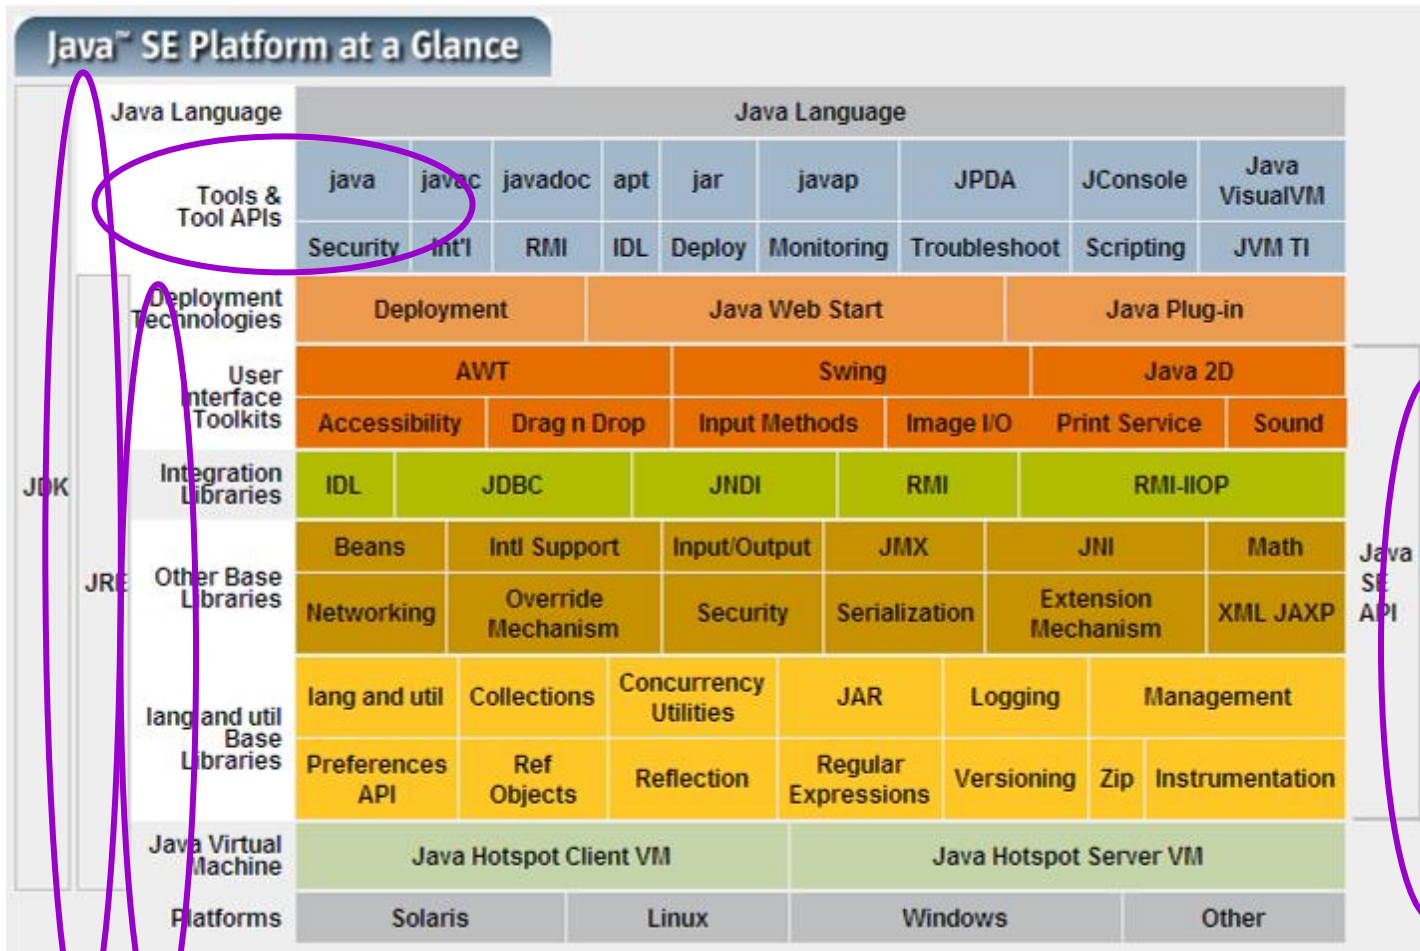 Java™ SE Platform at a Glance
Java Language
Java Language
Tools &
Tool APIs
java javac javadoc apt jar javap JPDA JConsole Java
VisualVM
Security Int'l RMI IDL Deploy Monitoring Troubleshoot Scripting JVM TI
Deployment
Technologies
Deployment Java Web Start Java Plug-in
User
Interface
Toolkits
AWT Swing Java 2D
Accessibility Drag n Drop Input Methods Image I/O Print Service Sound
Integration
Libraries
IDL JDBC JNDI RMI RMI-IIOP
JDK
JRE
Other Base
Libraries
Beans Intl Support Input/Output JMX JNI Math
Networking Override
Mechanism
Security Serialization Extension
Mechanism
XML JAXP
Java
SE
API
lang and util
Base
Libraries
lang and util Collections Concurrency
Utilities
JAR Logging Management
Preferences
API
Ref
Objects
Reflection Regular
Expressions
Versioning Zip Instrumentation
Java Virtual
Machine
Java Hotspot Client VM Java Hotspot Server VM
Platforms
Solaris Linux Windows Other